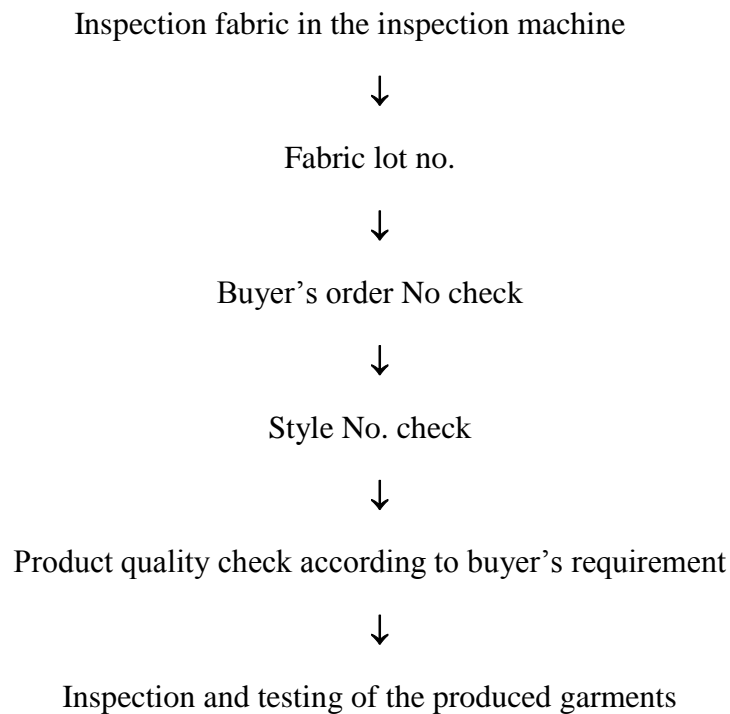 Inspection fabric in the inspection machine
↓
Fabric lot no.
↓
Buyer’s order No check
↓
Style No. check
↓
Product quality check according to buyer’s requirement
↓
Inspection and testing of the produced garments